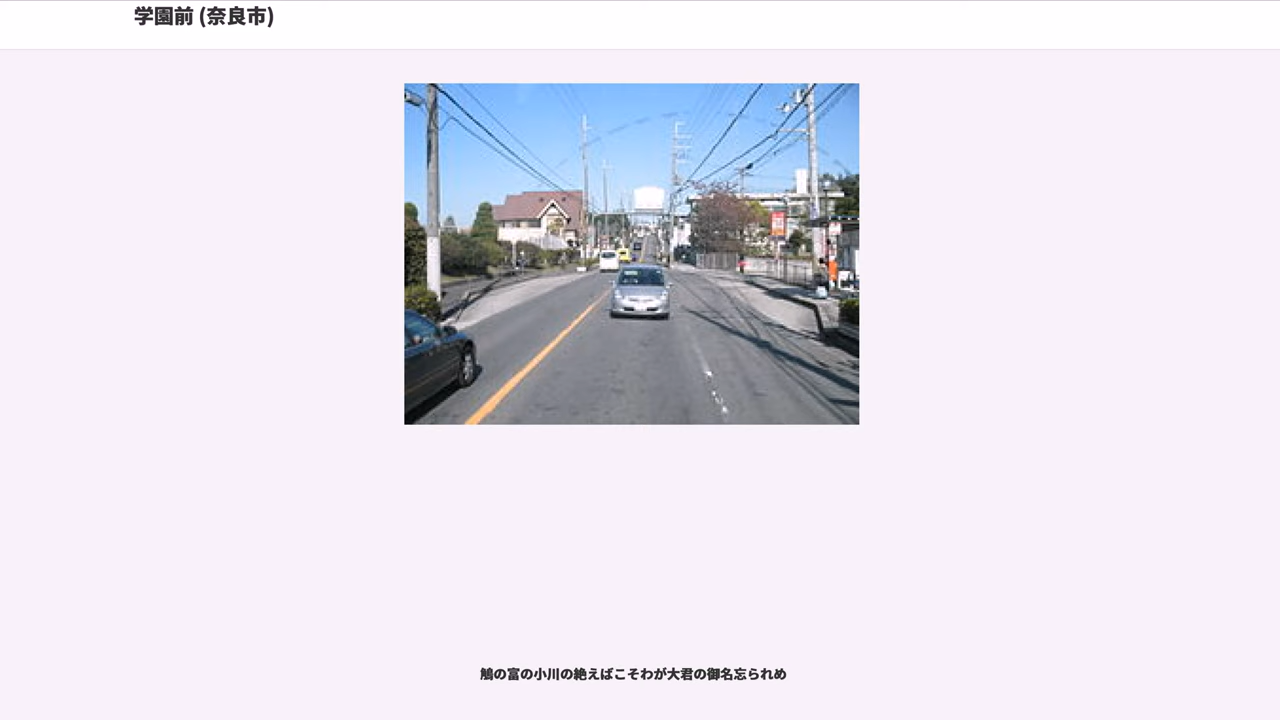 学園前 (奈良市)
鵤の富の小川の絶えばこそわが大君の御名忘られめ